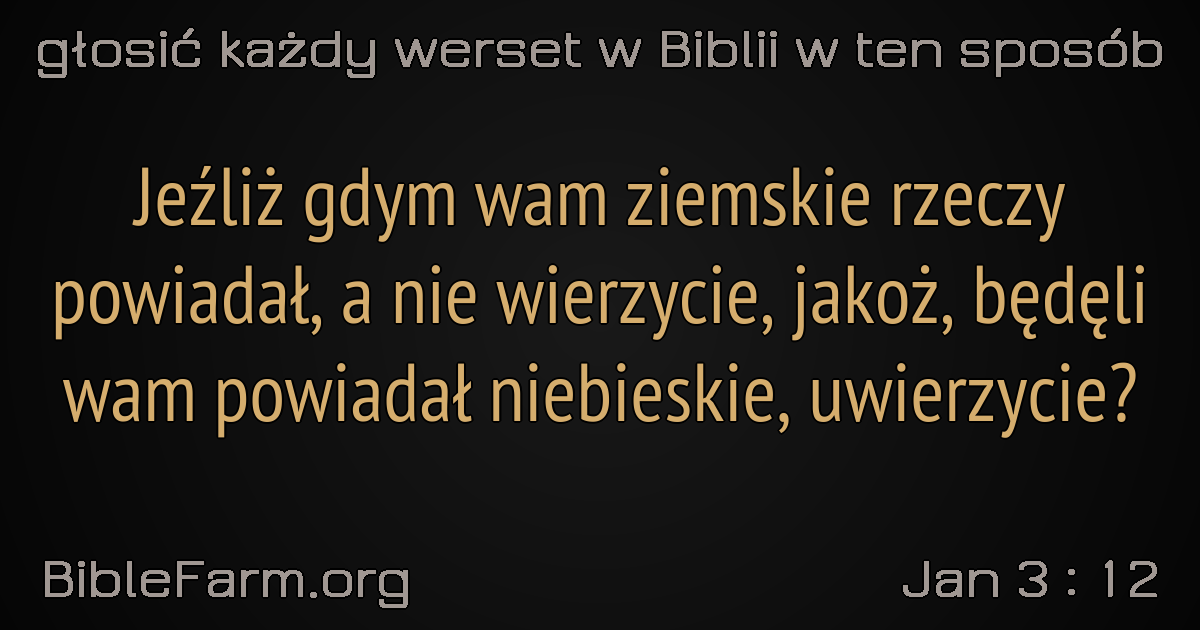 głosić każdy werset w Biblii w ten sposób
Jeźliż gdym wam ziemskie rzeczy
powiadał, a nie wierzycie, jakoż, będęli
wam powiadał niebieskie, uwierzycie?
BibleFarm.org
Jan 3 : 12